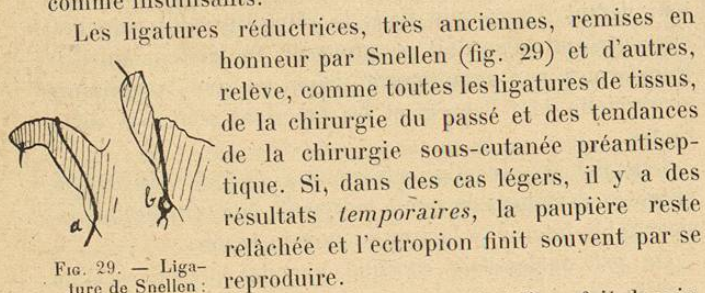 comme insuffisants.
Les ligatures réductrices, très anciennes, remises en
honneur par Snellen (fig. 29) et d'autres,
relève, comme toutes les ligatures de tissus,
de la chirurgie du passé et des tendances
de la chirurgie sous-cutanée préantisep-
tique. Si, dans des cas légers, il y a des
résultats temporaires, la paupière reste
relâchée et l'ectropion finit souvent par se
reproduire.
a
b
Fig. 29. — Liga-
ture de Snellen :